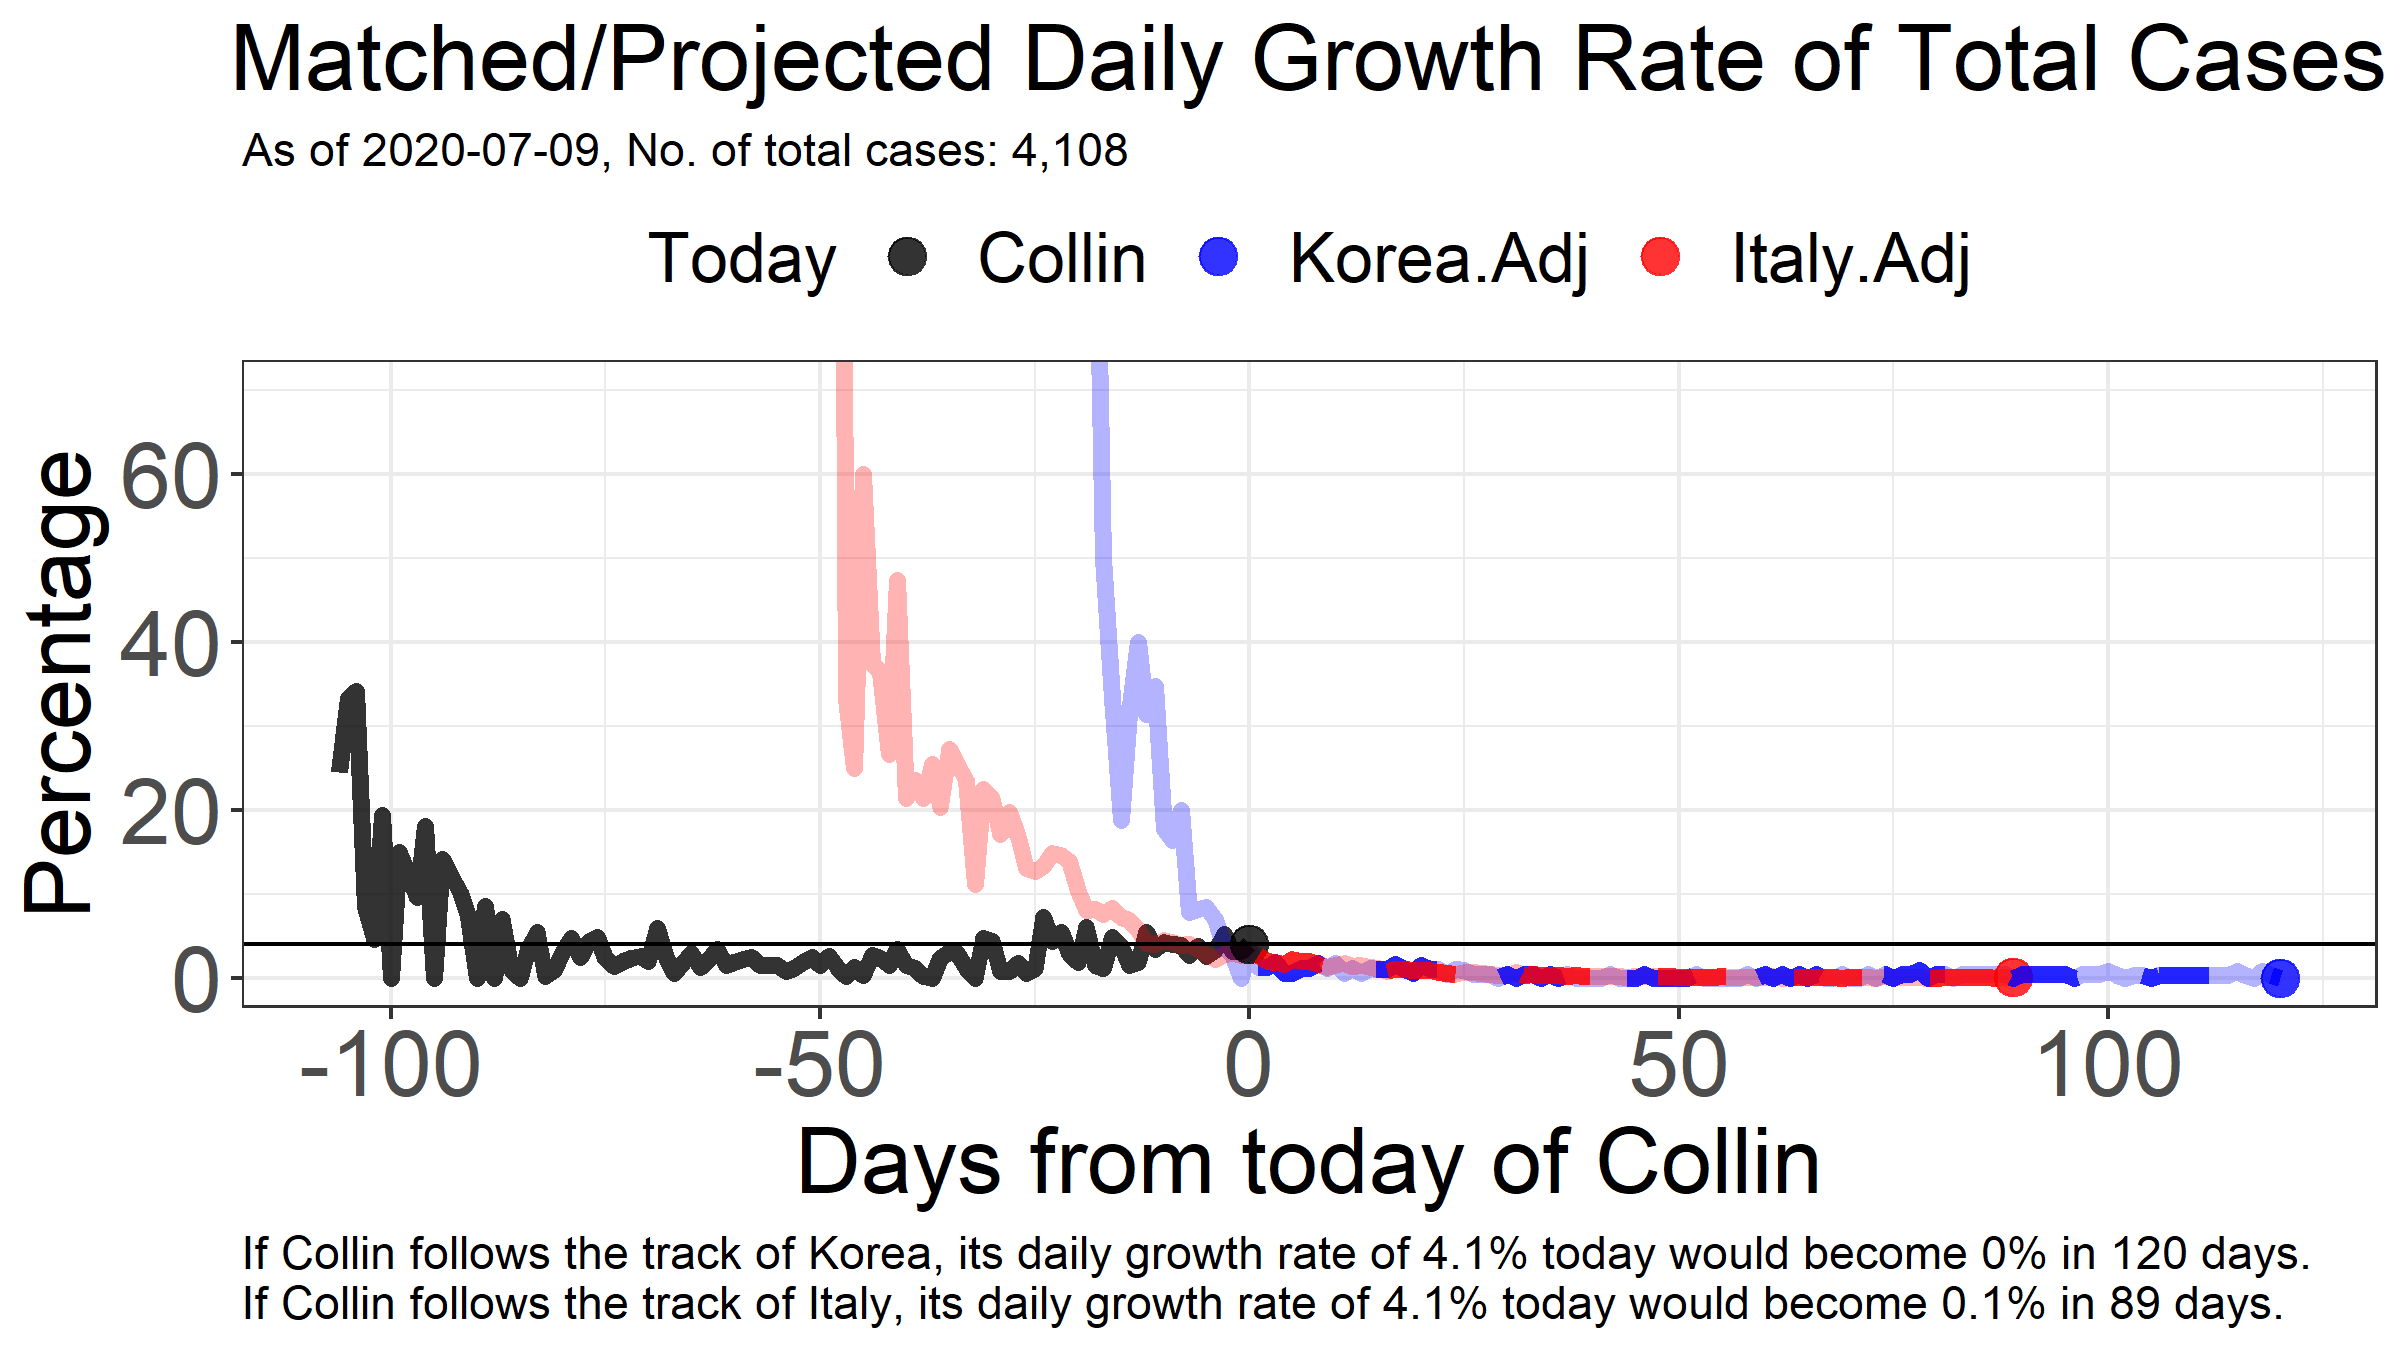 Matched/Projected Daily Growth Rate of Total Cases
As of 2020-07-09, No. of total cases: 4,108
Today Collin Korea.Adj Italy.Adj
Percentage
60
40
20
0
-100 -50 0 50 100
Days from today of Collin
If Collin follows the track of Korea, its daily growth rate of 4.1% today would become 0% in 120 days.
If Collin follows the track of Italy, its daily growth rate of 4.1% today would become 0.1% in 89 days.